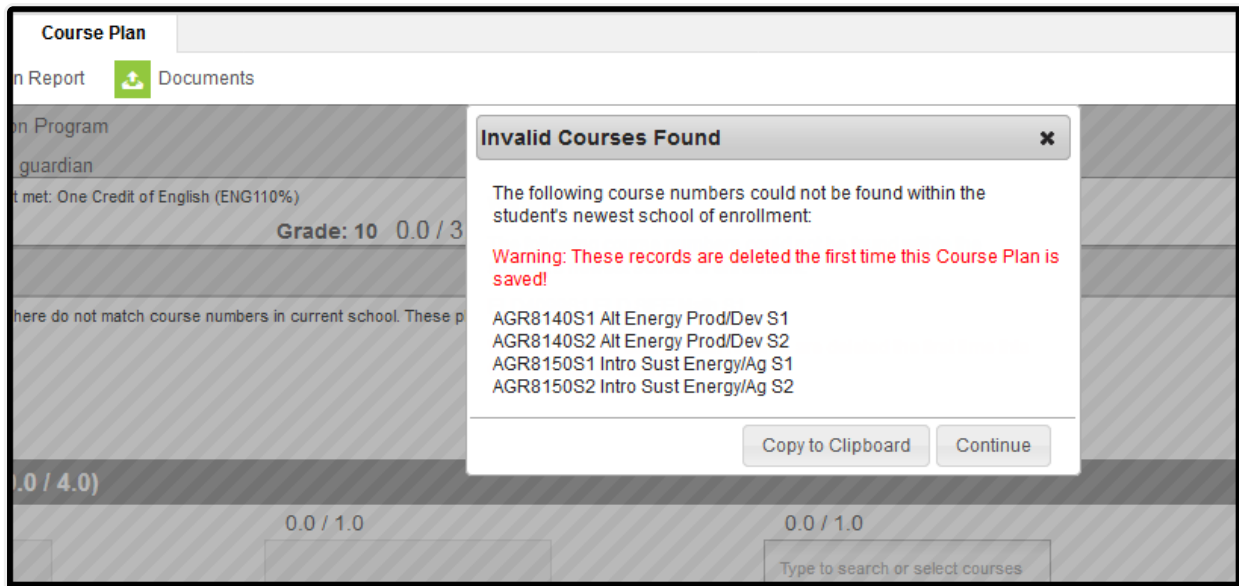 Course Plan
n Report
Documents
on Program
guardian
t met: One Credit of English (ENG110%)
Grade: 10 0.0 / 3
here do not match course numbers in current school. These p
Invalid Courses Found
The following course numbers could not be found within the
student's newest school of enrollment:
Warning: These records are deleted the first time this Course Plan is
saved!
AGR8140S1 Alt Energy Prod/Dev S1
AGR8140S2 Alt Energy Prod/Dev S2
AGR8150S1 Intro Sust Energy/Ag S1
AGR8150S2 Intro Sust Energy/Ag S2
Copy to Clipboard
Continue
.0 / 4.0)
0.0 / 1.0
0.0 / 1.0
Type to search or select courses